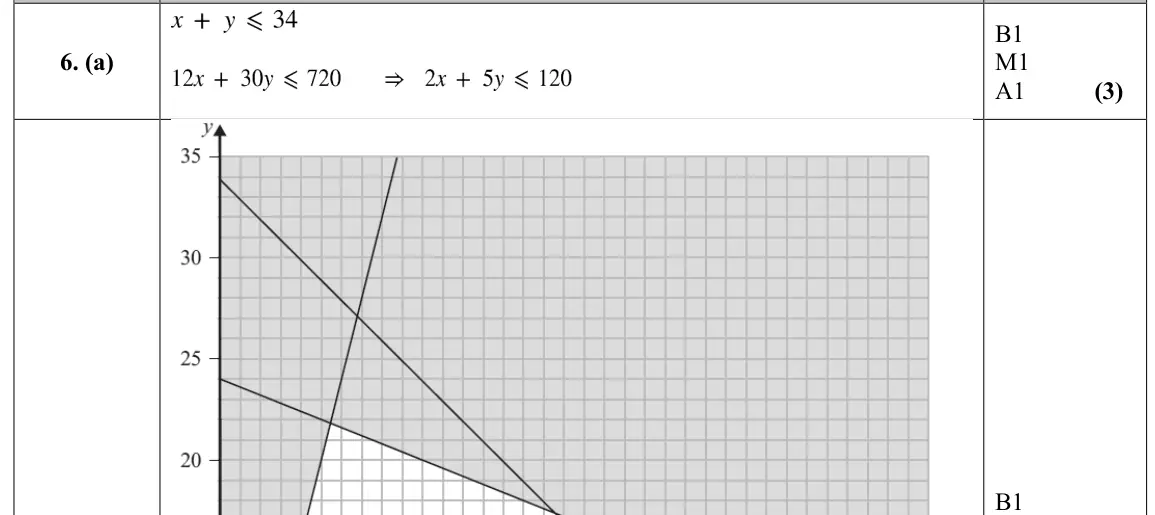 x + y ⩽ 34
B1
6. (a)
M1
12x + 30y ⩽ 720 ⇒ 2x + 5y ⩽ 120
A1 (3)
y
35
30
25
20
B1